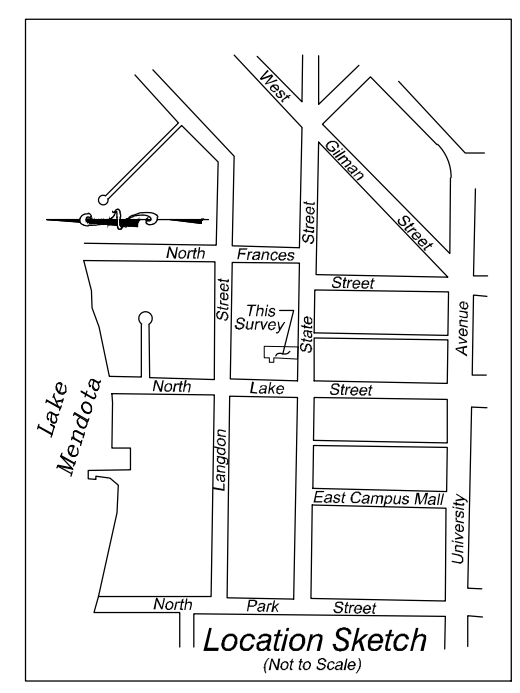 West
Gilman
Street
Street
North Frances Street
Street
This
Survey
State
Avenue
Lake
Mendota
North Lake Street
Langdon
East Campus Mall
University
North Park Street
Location Sketch
(Not to Scale)